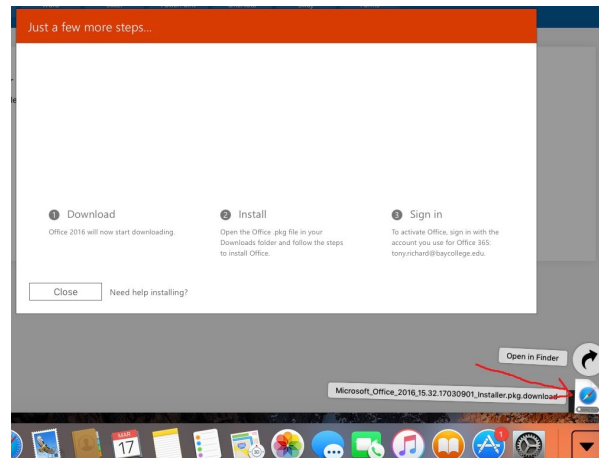 Just a few more steps...
1 Download
Office 2016 will now start downloading.
2 Install
Open the Office .pkg file in your
Downloads folder and follow the steps
to install Office.
3 Sign in
To activate Office, sign in with the
account you use for Office 365:
tony.richard@baycollege.edu.
Close
Need help installing?
Open in Finder
Microsoft_Office_2016_15.32.17030901_Installer.pkg.download
MAR
17
1